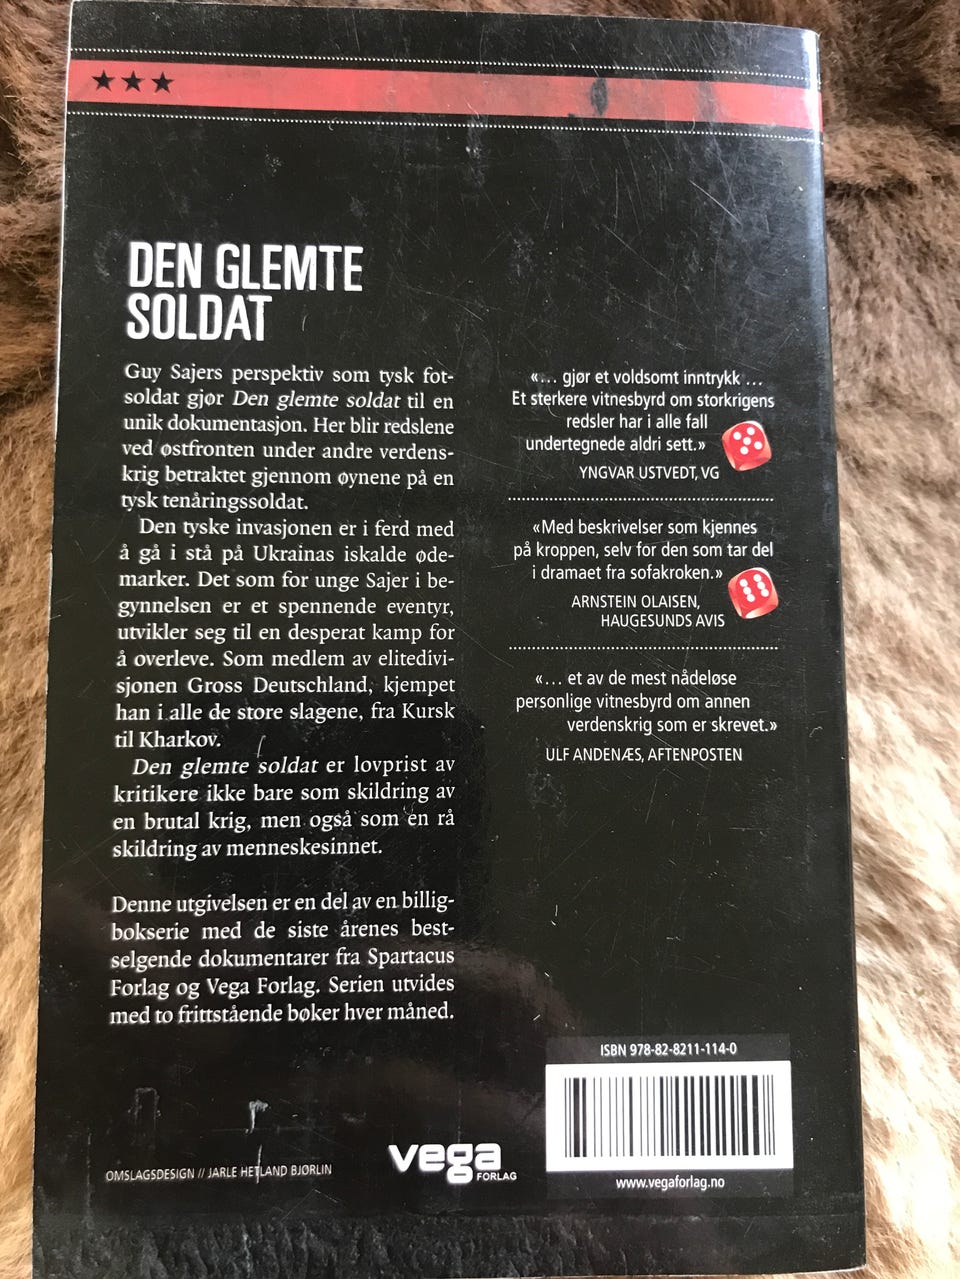 ★★★
DEN GLEMTE
SOLDAT
Guy Sajers perspektiv som tysk fot-
soldat gjør Den glemte soldat til en
unik dokumentasjon. Her blir redslene
ved østfronten under andre verdens-
krig betraktet gjennom øynene på en
tysk tenåringssoldat.
Den tyske invasjonen er i ferd med
å gå i stå på Ukrainas iskalde øde-
marker. Det som for unge Sajer i be-
gynnelsen er et spennende eventyr,
utvikler seg til en desperat kamp for
å overleve. Som medlem av elitedivi-
sjonen Gross Deutschland, kjempet
han i alle de store slagene, fra Kursk
til Kharkov.
Den glemte soldat er lovprist av
kritikere ikke bare som skildring av
en brutal krig, men også som en rå
skildring av menneskesinnet.
Denne utgivelsen er en del av en billig-
bokserie med de siste årenes best-
selgende dokumentarer fra Spartacus
Forlag og Vega Forlag. Serien utvides
med to frittstående bøker hver måned.
«… gjør et voldsomt inntrykk …
Et sterkere vitnesbyrd om storkrigens
redsler har i alle fall
undertegnede aldri sett.»
YNGVAR USTVEDT, VG
«Med beskrivelser som kjennes
på kroppen, selv for den som tar del
i dramaet fra sofakroken.»
ARNSTEIN OLAISEN,
HAUGESUNDS AVIS
«… et av de mest nådeløse
personlige vitnesbyrd om annen
verdenskrig som er skrevet.»
ULF ANDENÆS, AFTENPOSTEN
OMSLAGSDESIGN // JARLE HETLAND BJØRLIN
vega
FORLAG
ISBN 978-82-8211-114-0
www.vegaforlag.no